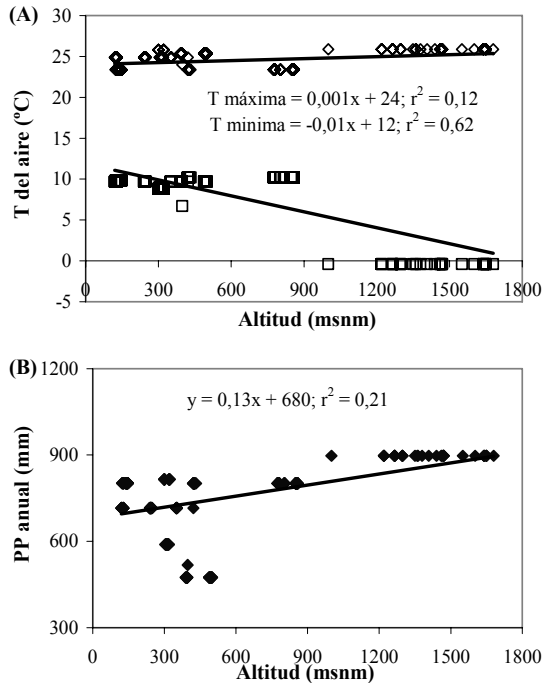 (A)
30
25
20
15
10
5
0
-5
T máxima = 0,001x + 24; r² = 0,12
T minima = -0,01x + 12; r² = 0,62
T del aire (ºC)
0 300 600 900 1200 1500 1800
Altitud (msnm)
(B)
1200
900
600
300
y = 0,13x + 680; r² = 0,21
PP anual (mm)
0 300 600 900 1200 1500 1800
Altitud (msnm)